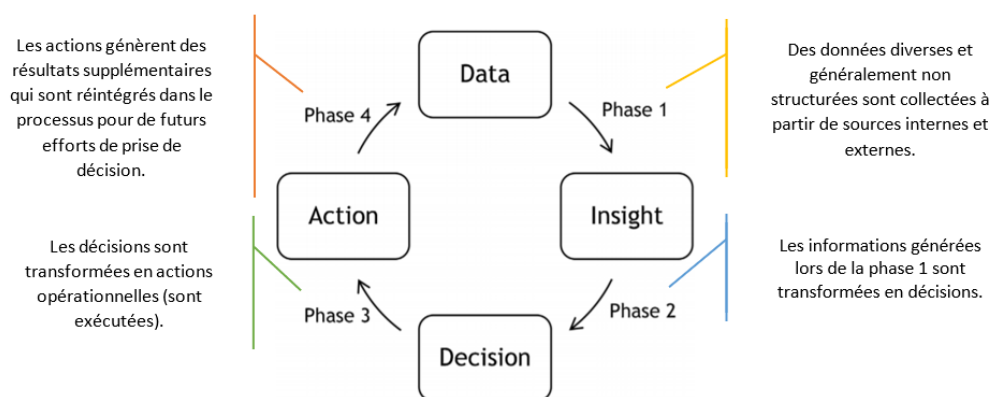 Les actions génèrent des
résultats supplémentaires
qui sont réintégrés dans le
processus pour de futurs
efforts de prise de
décision.
Data
Phase 4
Phase 1
Des données diverses et
généralement non
structurées sont collectées à
partir de sources internes et
externes.
Action
Insight
Les décisions sont
transformées en actions
opérationnelles (sont
exécutées).
Phase 3
Phase 2
Les informations générées
lors de la phase 1 sont
transformées en décisions.
Decision